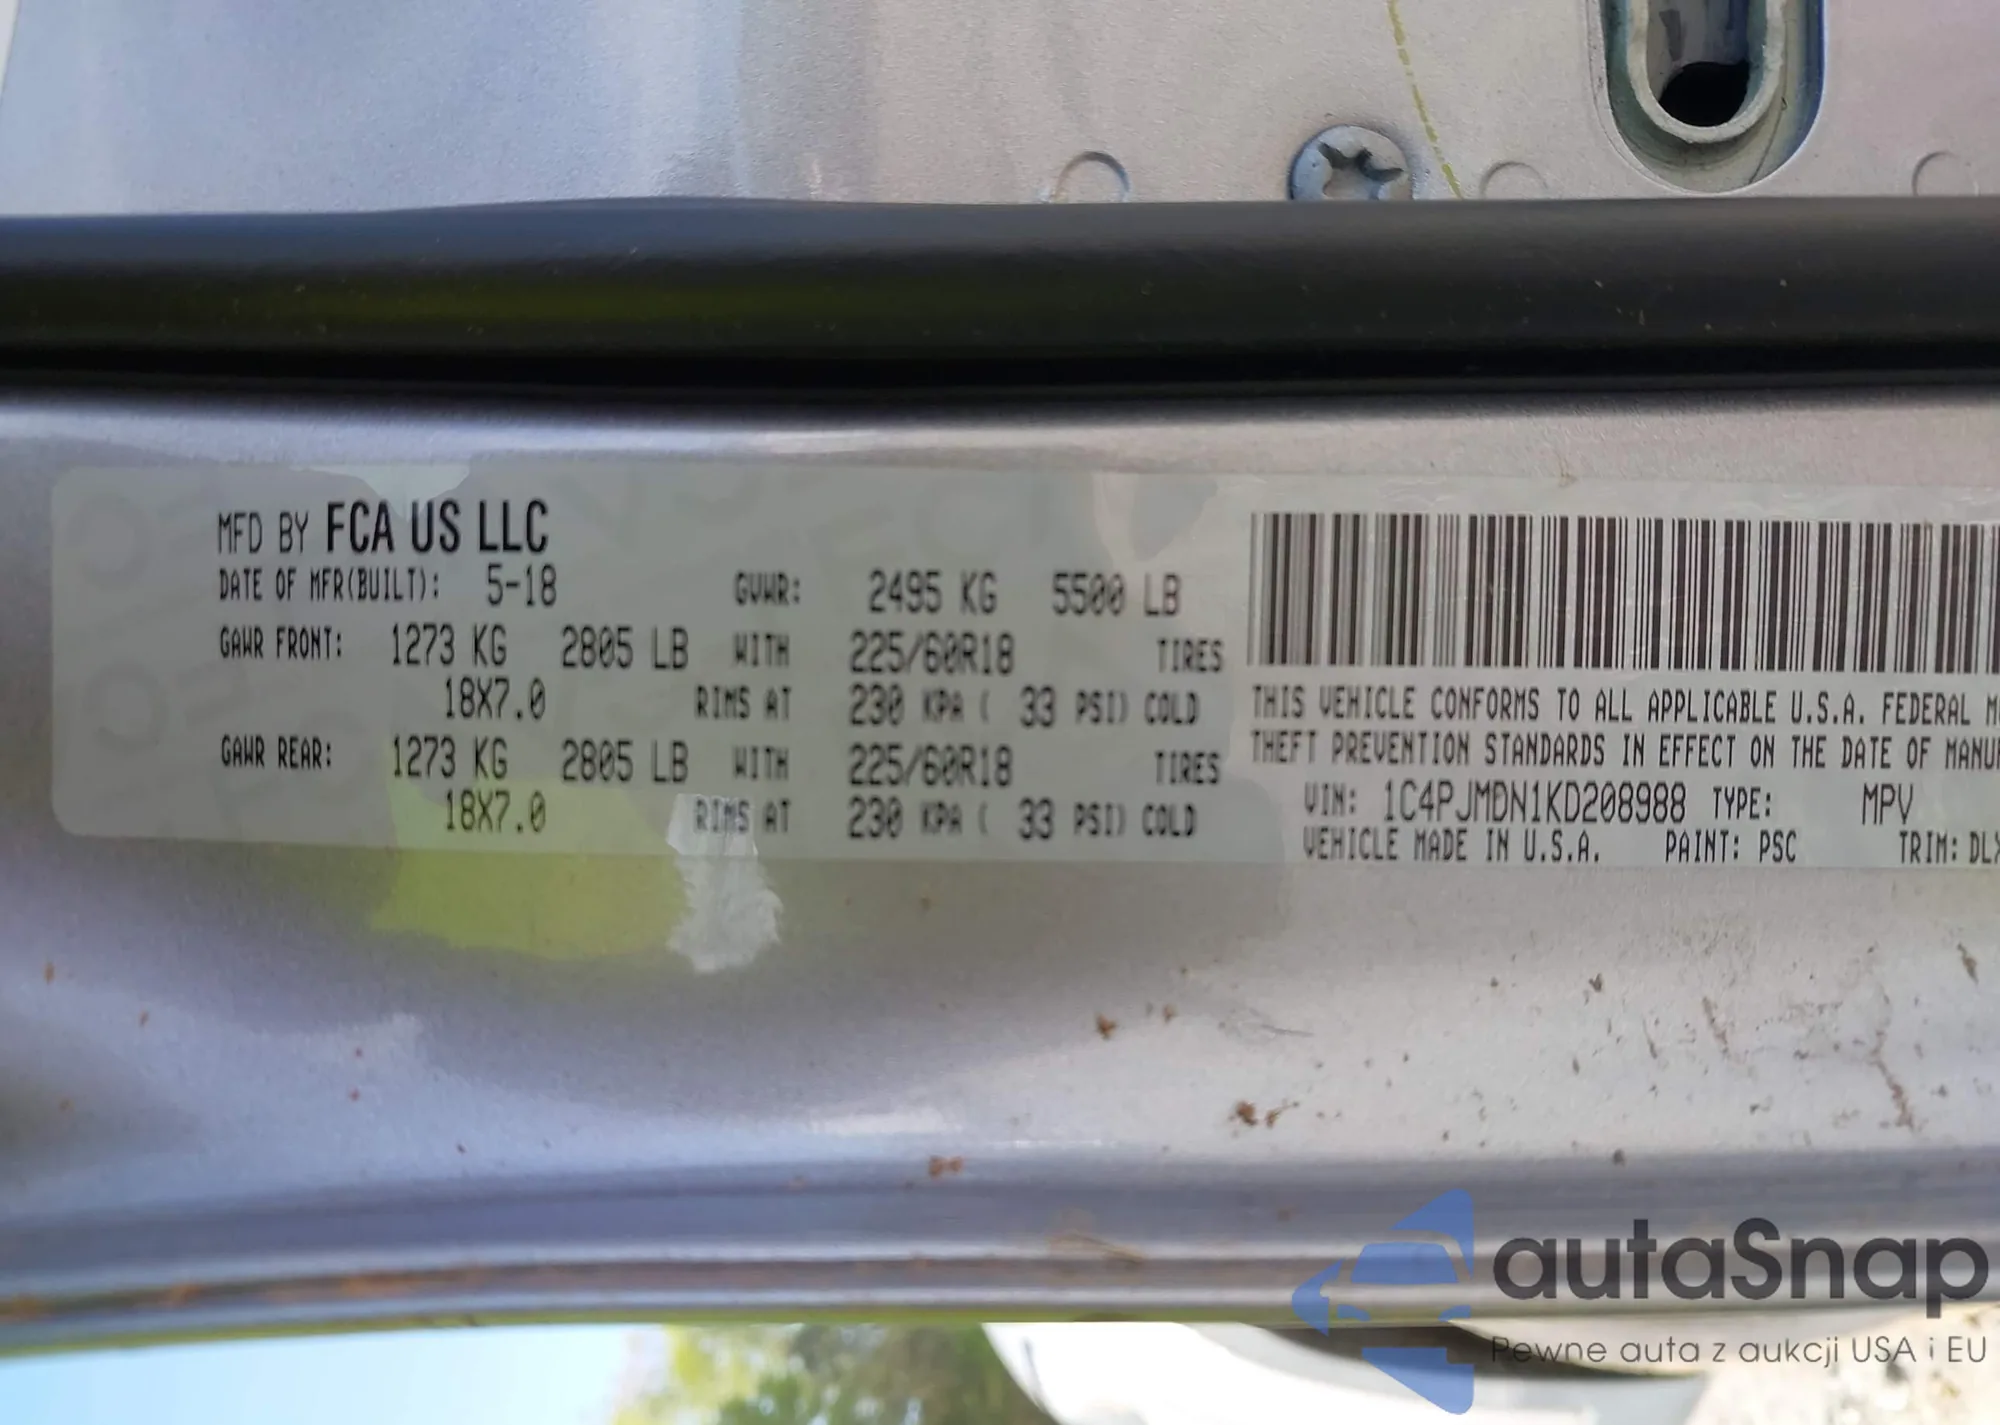 MFD BY FCA US LLC
DATE OF MFR(BUILT): 5-18 GVWR: 2495 KG 5500 LB
GAWR FRONT: 1273 KG 2805 LB WITH 225/60R18 TIRES
18X7.0 RIMS AT 230 KPA ( 33 PSI) COLD
GAWR REAR: 1273 KG 2805 LB WITH 225/60R18 TIRES
18X7.0 RIMS AT 230 KPA ( 33 PSI) COLD
THIS VEHICLE CONFORMS TO ALL APPLICABLE U.S.A. FEDERAL
THEFT PREVENTION STANDARDS IN EFFECT ON THE DATE OF MANUF
VIN: 1C4PJMDN1KD208988 TYPE: MPV
VEHICLE MADE IN U.S.A. PAINT: PSC TRIM: DLX
autaSnap
Pewne auta z aukcji USA i EU